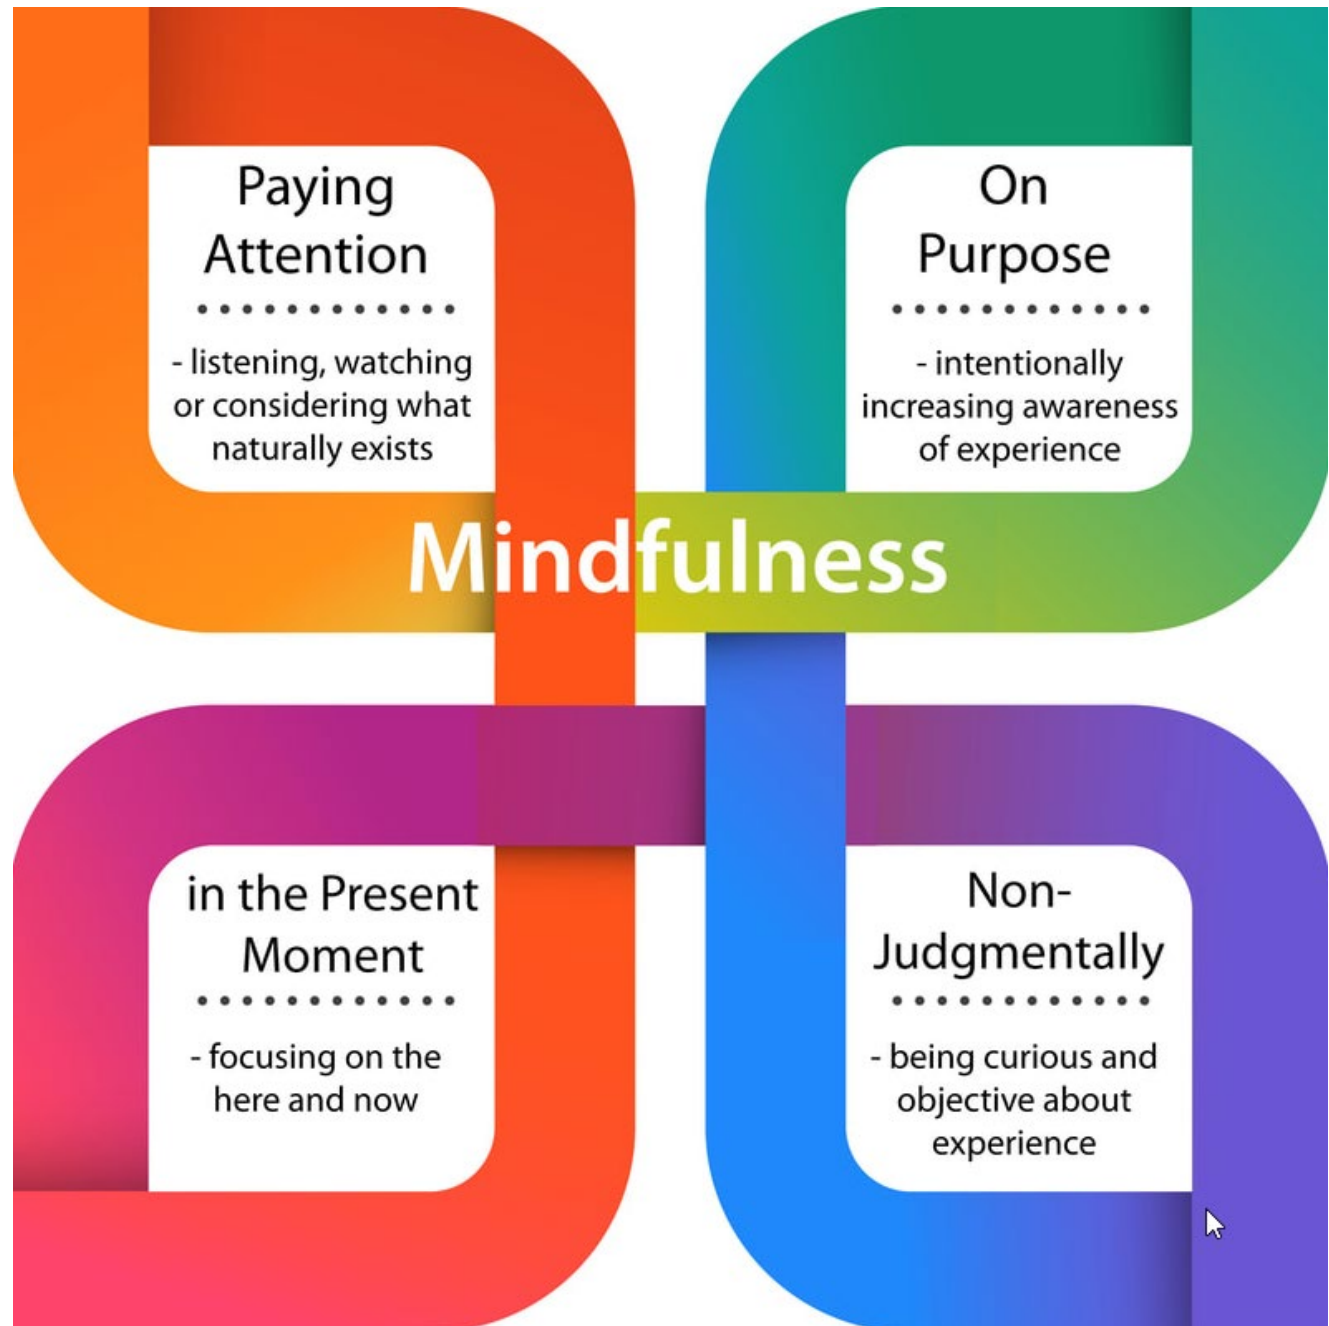 Paying
Attention
- listening, watching
or considering what
naturally exists
On
Purpose
- intentionally
increasing awareness
of experience
Mindfulness
in the Present
Moment
- focusing on the
here and now
Non-
Judgmentally
- being curious and
objective about
experience